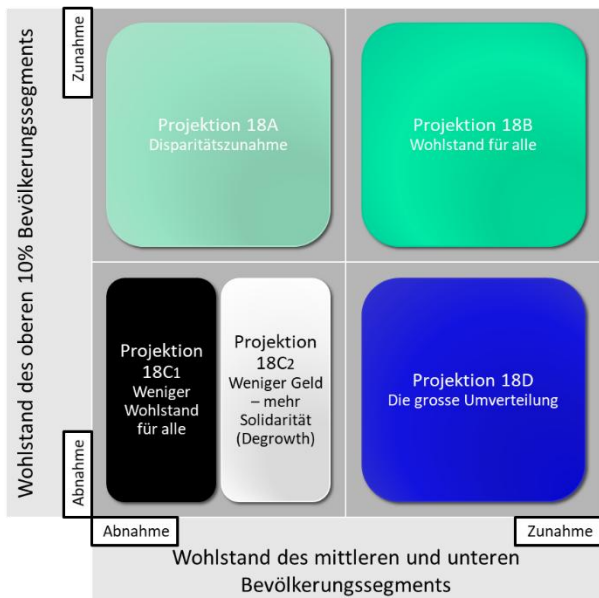 Wohlstand des oberen 10% Bevölkerungssegments
Zunahme
Abnahme
Projektion 18A
Disparitätszunahme
Projektion 18B
Wohlstand für alle
Projektion
18C1
Weniger
Wohlstand
für alle
Projektion
18C2
Weniger Geld
– mehr
Solidarität
(Degrowth)
Projektion 18D
Die grosse Umverteilung
Abnahme
Zunahme
Wohlstand des mittleren und unteren
Bevölkerungssegments